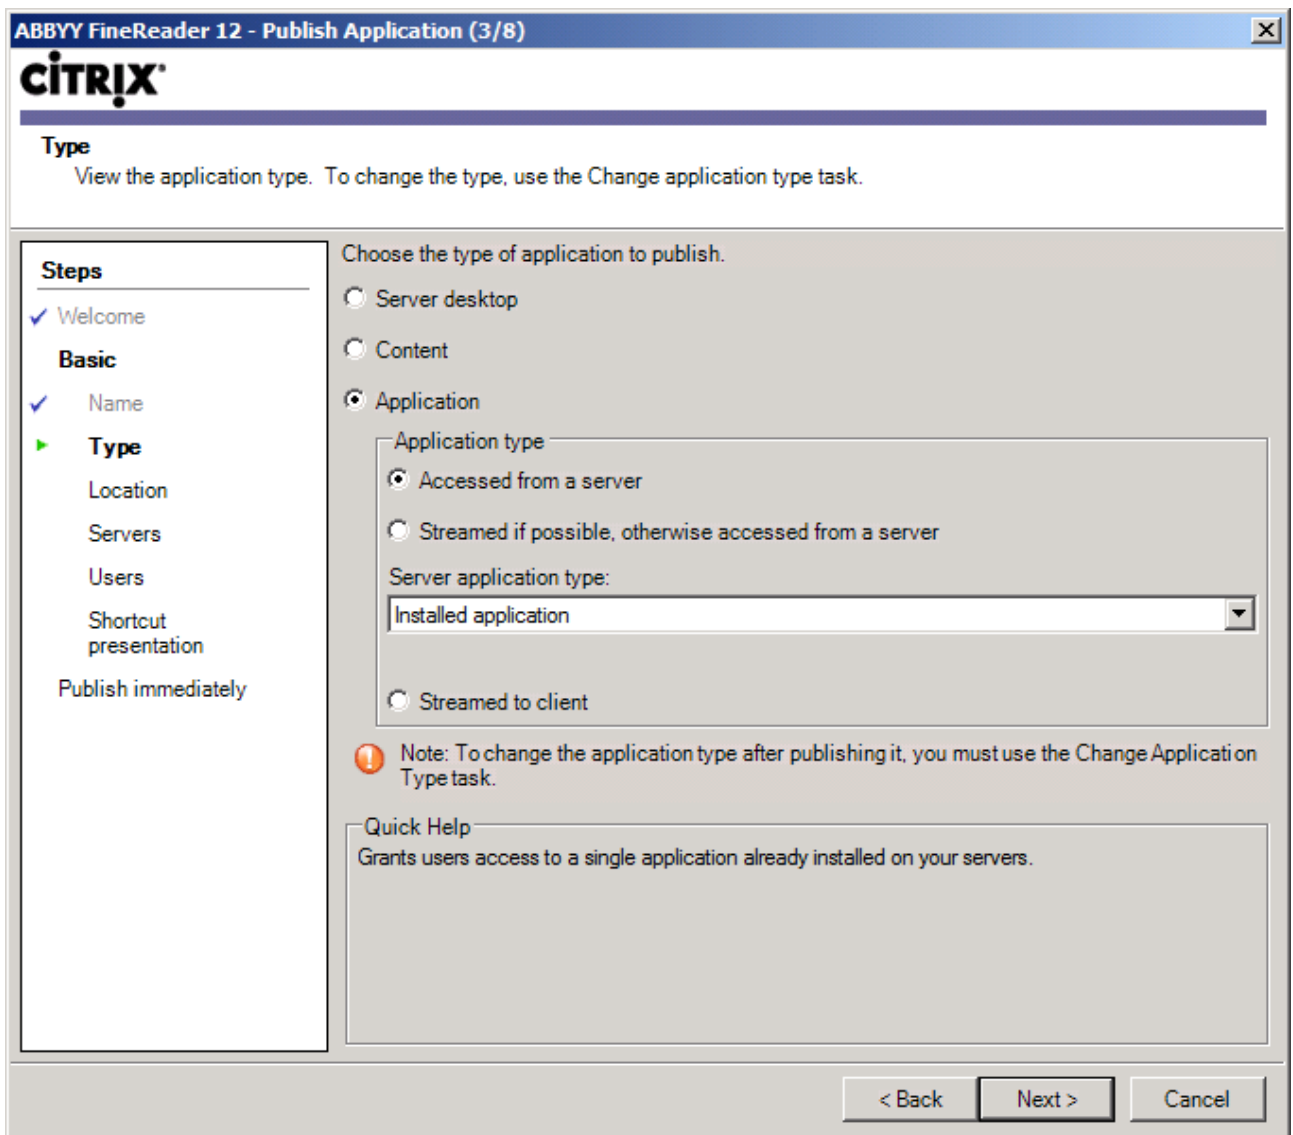 ABBYY FineReader 12 - Publish Application (3/8)
CİTRIX
Type
View the application type. To change the type, use the Change application type task.
Steps
Welcome
Basic
Name
Type
Location
Servers
Users
Shortcut
presentation
Publish immediately
Choose the type of application to publish.
Server desktop
Content
Application
Application type
Accessed from a server
Streamed if possible, otherwise accessed from a server
Server application type:
Installed application
Streamed to client
Note: To change the application type after publishing it, you must use the Change Application
Type task.
Quick Help
Grants users access to a single application already installed on your servers.
< Back
Next >
Cancel